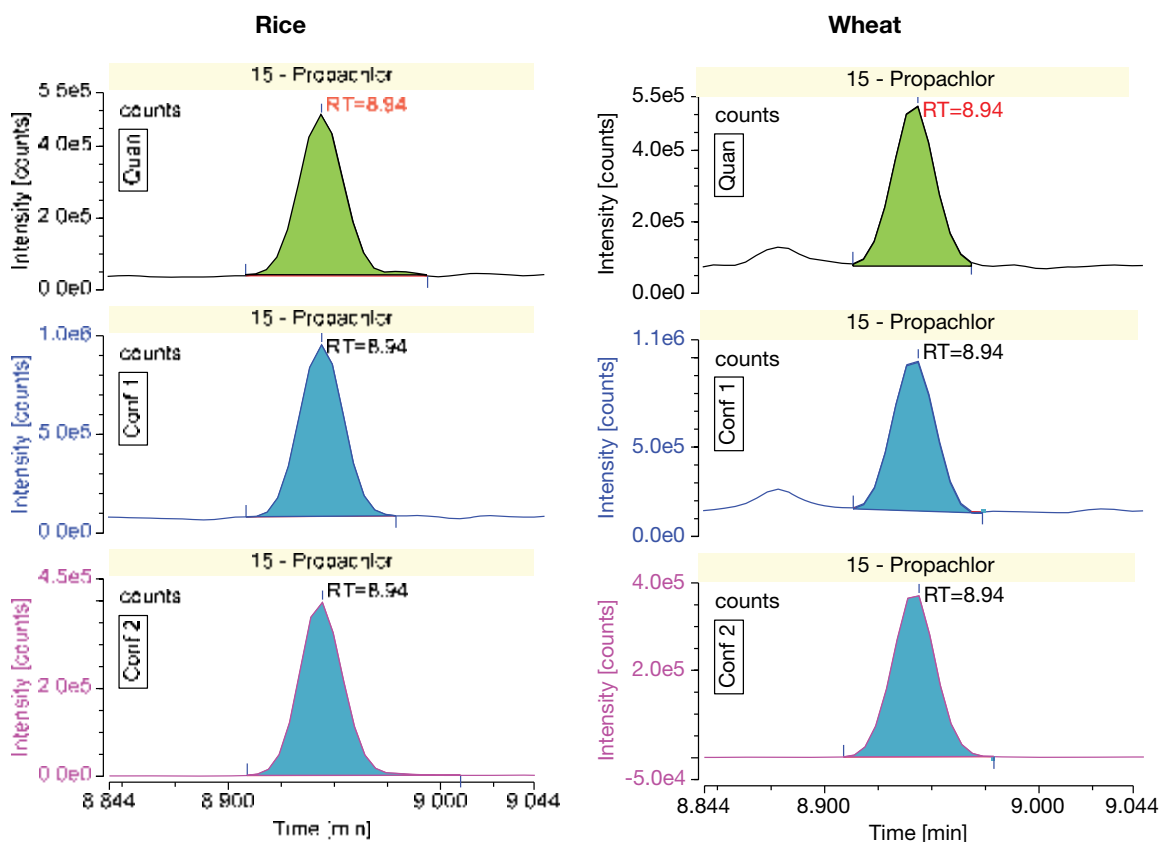 Rice
15 - Propachlor
5.5e5
RT=8.94
counts
Quan
4.0e5
2.0e5
0.0e0
Intensity [counts]
15 - Propachlor
1.0e6
RT=8.94
counts
Conf 1
5.0e5
0.0e0
Intensity [counts]
15 - Propachlor
4.5e5
RT=8.94
counts
Conf 2
2.0e5
0.0e0
Intensity [counts]
8.844 8.900 9.000 9.044
Time [min]
Wheat
15 - Propachlor
5.5e5
RT=8.94
counts
Quan
4.0e5
2.0e5
0.0e0
Intensity [counts]
15 - Propachlor
1.1e6
RT=8.94
counts
Conf 1
5.0e5
0.0e0
Intensity [counts]
15 - Propachlor
4.0e5
RT=8.94
counts
Conf 2
2.0e5
-5.0e4
Intensity [counts]
8.844 8.900 9.000 9.044
Time [min]